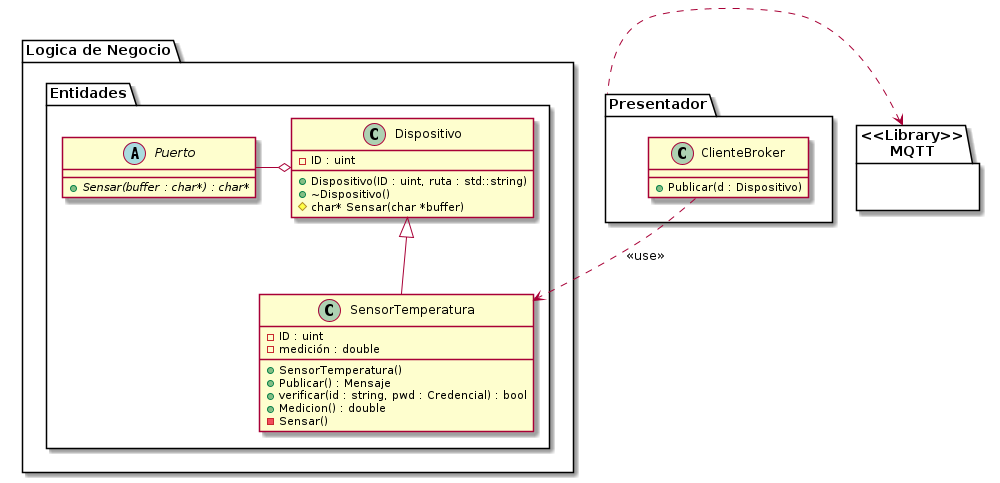 Logica de Negocio
Entidades
A Puerto
Sensar(buffer : char*) : char*
C Dispositivo
ID : uint
Dispositivo(ID : uint, ruta : std::string)
~Dispositivo()
char* Sensar(char *buffer)
C SensorTemperatura
ID : uint
medición : double
SensorTemperatura()
Publicar() : Mensaje
verificar(id : string, pwd : Credencial) : bool
Medicion() : double
Sensar()
Presentador
C ClienteBroker
Publicar(d : Dispositivo)
«use»
<<Library>>
MQTT